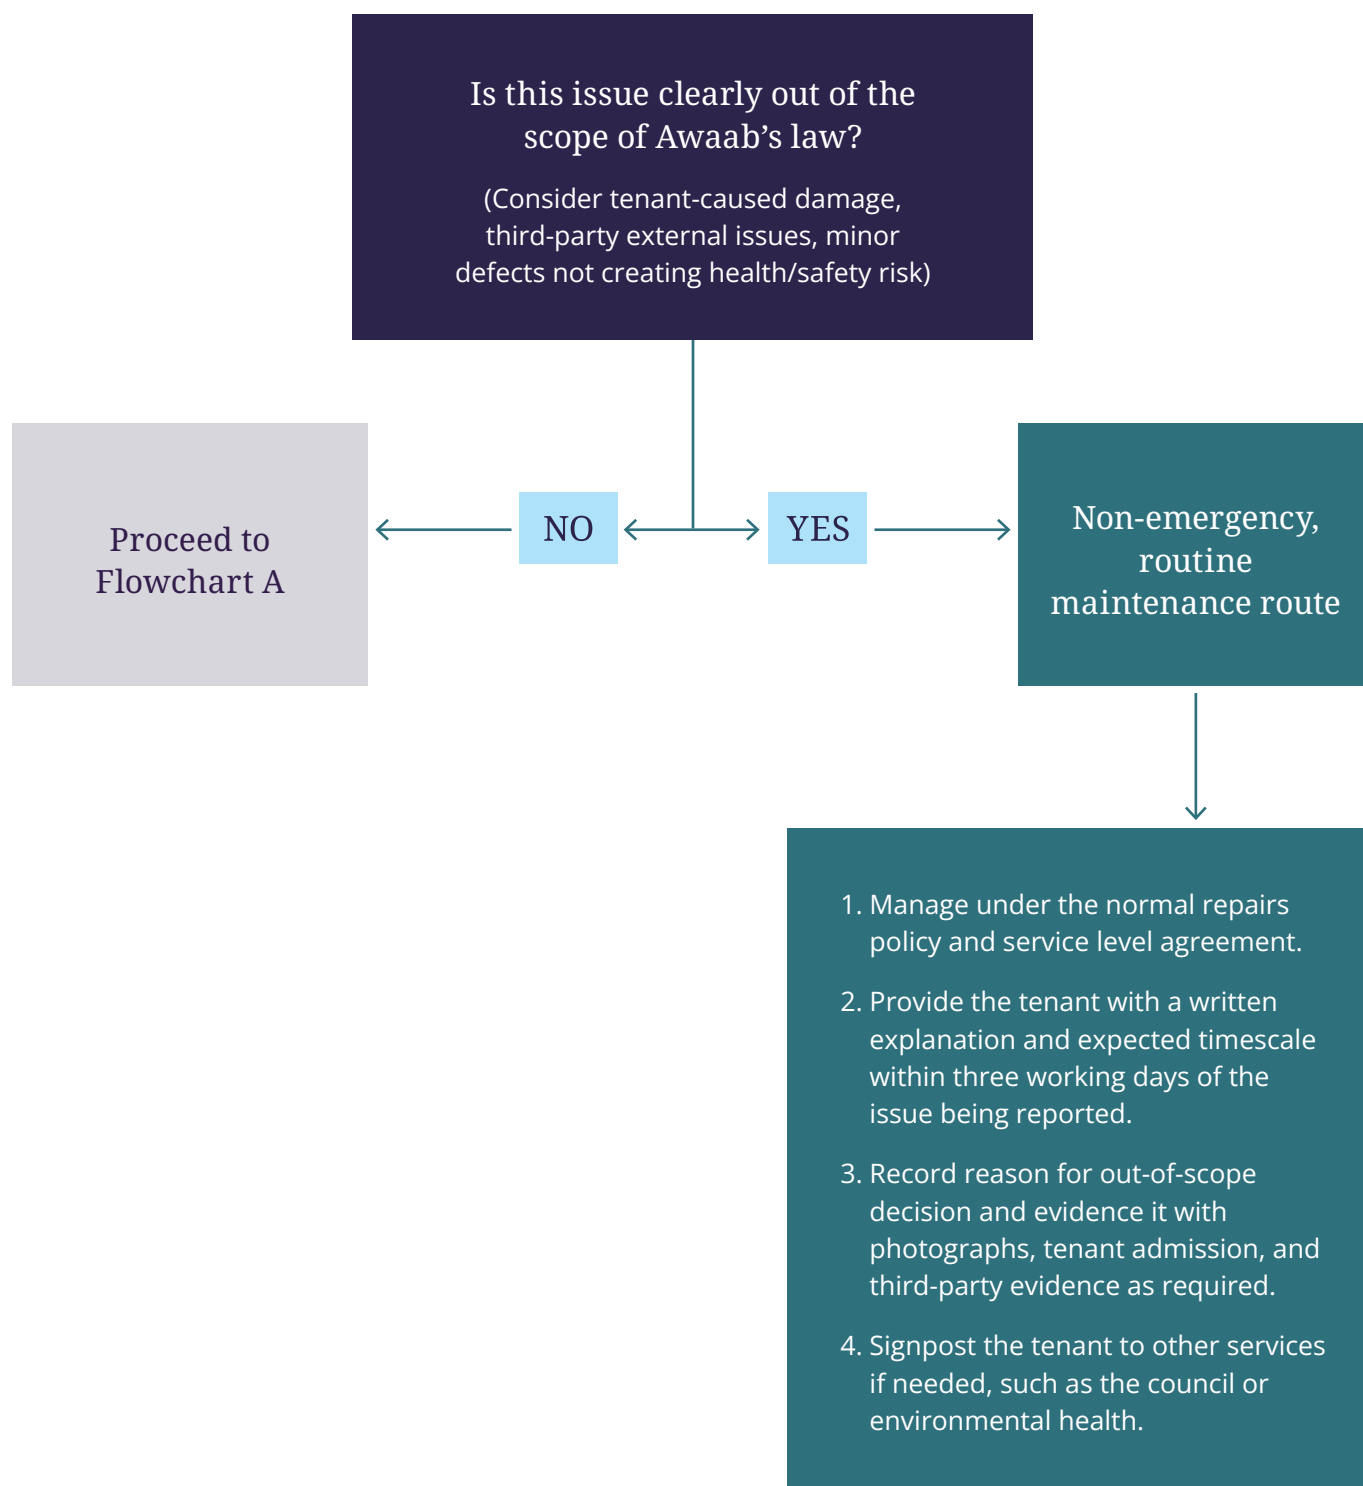 Is this issue clearly out of the
scope of Awaab’s law?
(Consider tenant-caused damage,
third-party external issues, minor
defects not creating health/safety risk)
NO
YES
Proceed to
Flowchart A
Non-emergency,
routine
maintenance route
1. Manage under the normal repairs
policy and service level agreement.
2. Provide the tenant with a written
explanation and expected timescale
within three working days of the
issue being reported.
3. Record reason for out-of-scope
decision and evidence it with
photographs, tenant admission, and
third-party evidence as required.
4. Signpost the tenant to other services
if needed, such as the council or
environmental health.